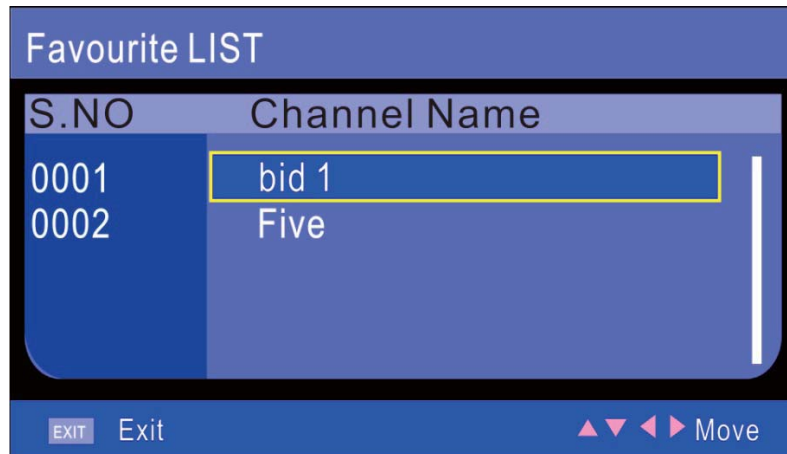 Favourite LIST
S.NO Channel Name
0001 bid 1
0002 Five
EXIT Exit Move